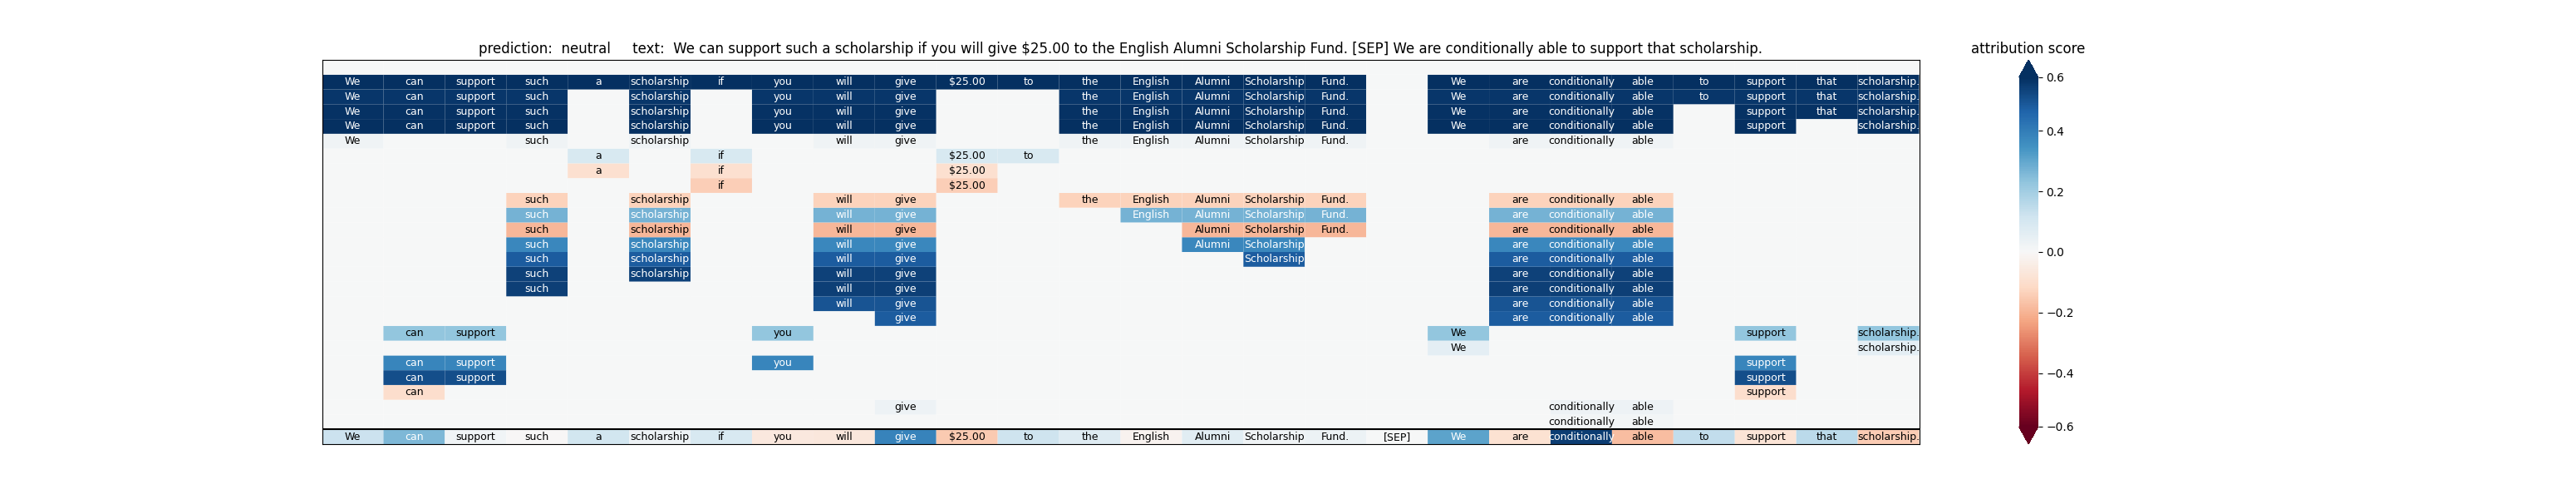 prediction: neutral text: We can support such a scholarship if you will give $25.00 to the English Alumni Scholarship Fund. [SEP] We are conditionally able to support that scholarship.
attribution score
We can support such a scholarship if you will give $25.00 to the English Alumni Scholarship Fund. We are conditionally able to support that scholarship.
We can support such scholarship you will give the English Alumni Scholarship Fund. We are conditionally able to support that scholarship.
We can support such scholarship you will give the English Alumni Scholarship Fund. We are conditionally able support that scholarship.
We can support such scholarship you will give the English Alumni Scholarship Fund. We are conditionally able support scholarship.
We such scholarship will give the English Alumni Scholarship Fund. are conditionally able
a if $25.00 to
a if $25.00
if $25.00
such scholarship will give the English Alumni Scholarship Fund. are conditionally able
such scholarship will give English Alumni Scholarship Fund. are conditionally able
such scholarship will give Alumni Scholarship Fund. are conditionally able
such scholarship will give Alumni Scholarship are conditionally able
such scholarship will give Scholarship are conditionally able
such scholarship will give are conditionally able
such will give are conditionally able
will give are conditionally able
give are conditionally able
can support you We support scholarship.
We scholarship.
can support you support
can support support
can support
give conditionally able
conditionally able
We can support such a scholarship if you will give $25.00 to the English Alumni Scholarship Fund. [SEP] We are conditionally able to support that scholarship.
0.6
0.4
0.2
0.0
−0.2
−0.4
−0.6